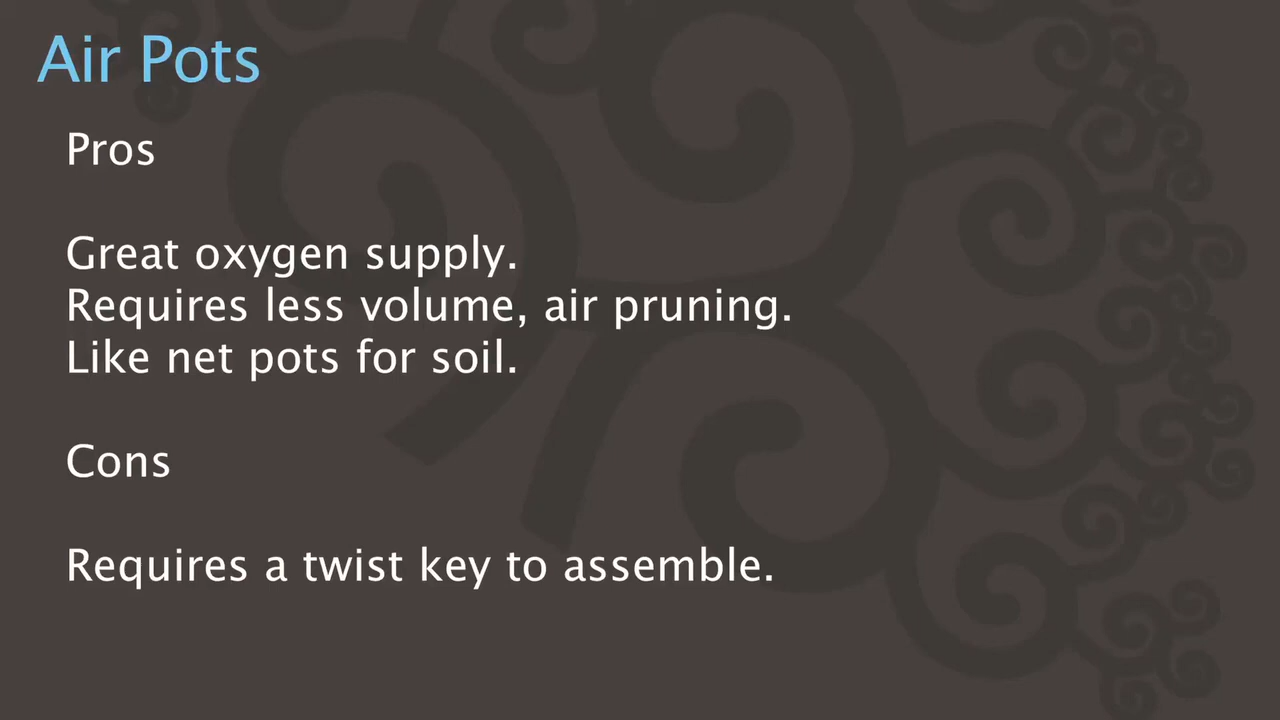 Air Pots
Pros
Great oxygen supply.
Requires less volume, air pruning.
Like net pots for soil.
Cons
Requires a twist key to assemble.